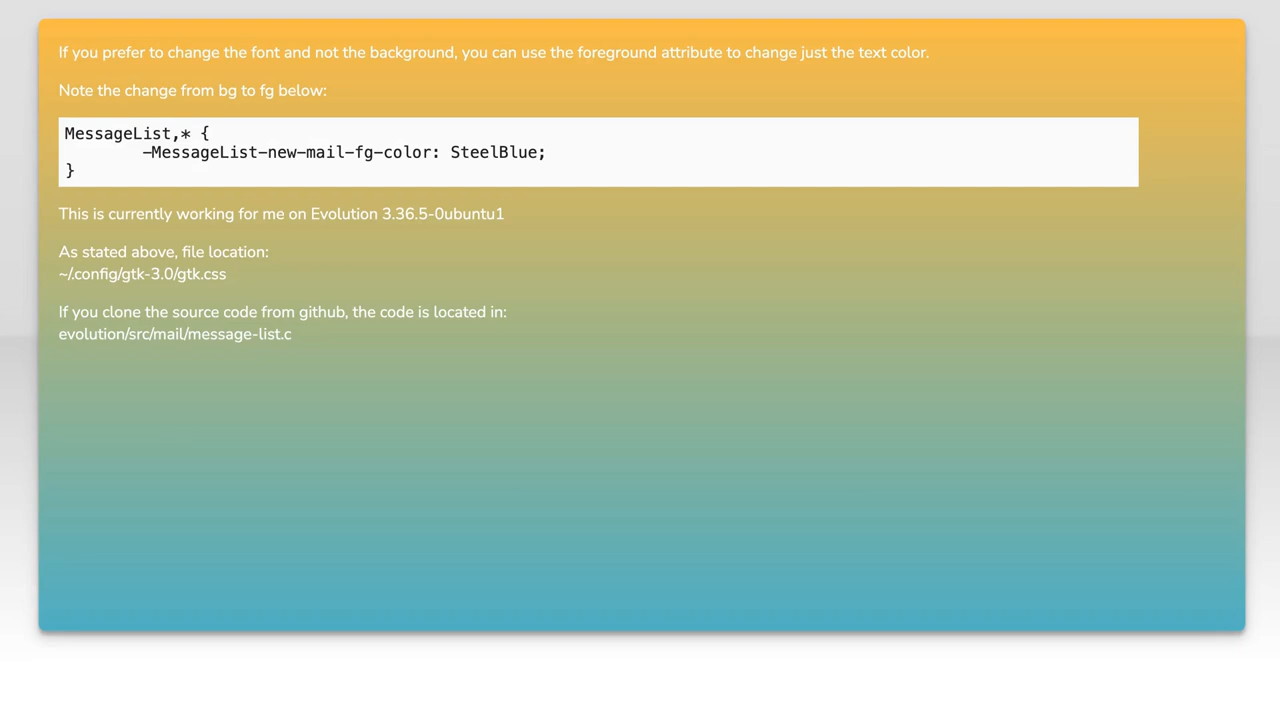 If you prefer to change the font and not the background, you can use the foreground attribute to change just the text color.
Note the change from bg to fg below:
MessageList,* {
        -MessageList-new-mail-fg-color: SteelBlue;
}
This is currently working for me on Evolution 3.36.5-0ubuntu1
As stated above, file location:
~/.config/gtk-3.0/gtk.css
If you clone the source code from github, the code is located in:
evolution/src/mail/message-list.c